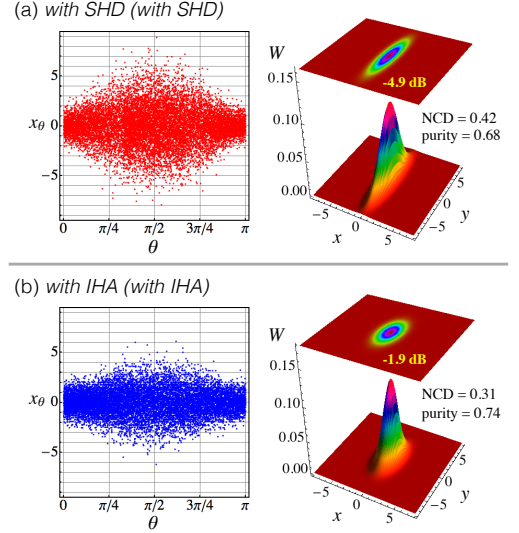 (a) with SHD (with SHD)
5
0
−5
xθ
0 π/4 π/2 3π/4 π
θ
W
0.15
0.10
0.05
0.00
-4.9 dB
NCD = 0.42
purity = 0.68
−5 0 5
x
−5 0 5
y
(b) with IHA (with IHA)
5
0
−5
xθ
0 π/4 π/2 3π/4 π
θ
W
0.15
0.10
0.05
0.00
-1.9 dB
NCD = 0.31
purity = 0.74
−5 0 5
x
−5 0 5
y